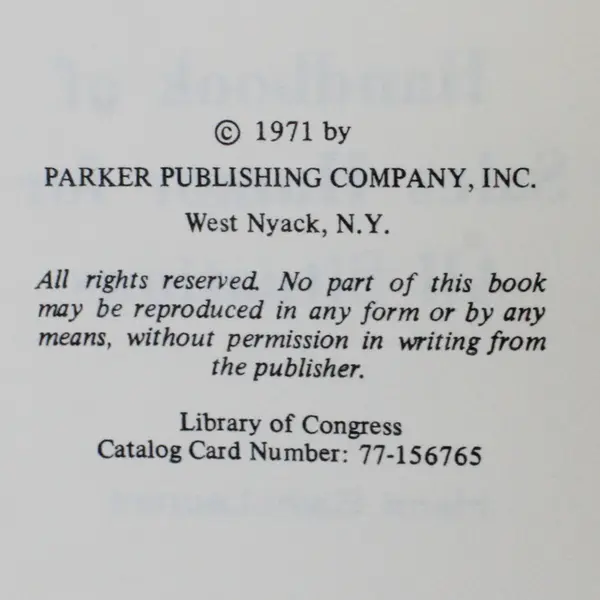 © 1971 by
PARKER PUBLISHING COMPANY, INC.
West Nyack, N.Y.
All rights reserved. No part of this book
may be reproduced in any form or by any
means, without permission in writing from
the publisher.
Library of Congress
Catalog Card Number: 77-156765